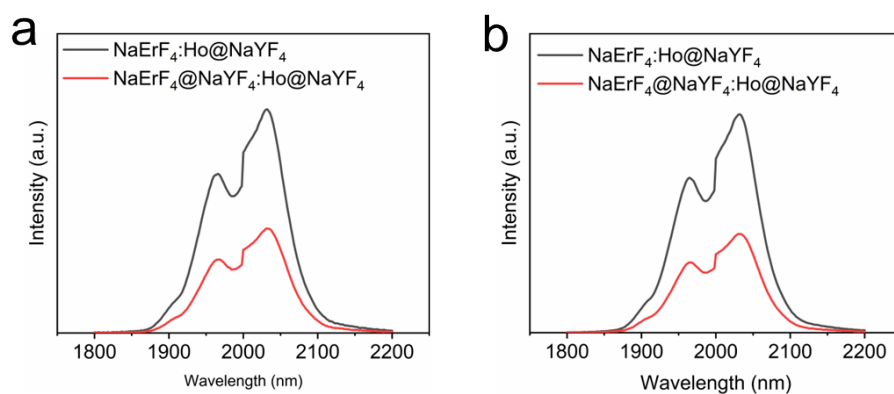 a
NaErF₄:Ho@NaYF₄
NaErF₄@NaYF₄:Ho@NaYF₄
Intensity (a.u.)
1800 1900 2000 2100 2200
Wavelength (nm)
b
NaErF₄:Ho@NaYF₄
NaErF₄@NaYF₄:Ho@NaYF₄
Intensity (a.u.)
1800 1900 2000 2100 2200
Wavelength (nm)